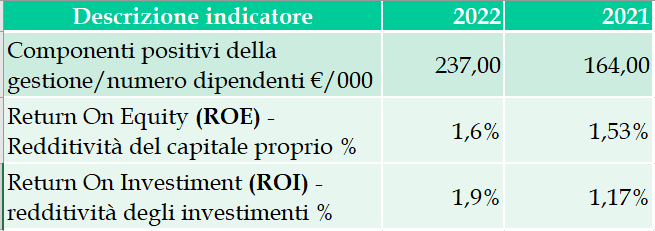 Descrizione indicatore 2022 2021
Componenti positivi della
gestione/numero dipendenti €/000 237,00 164,00
Return On Equity (ROE) -
Redditività del capitale proprio % 1,6% 1,53%
Return On Investiment (ROI) -
redditività degli investimenti % 1,9% 1,17%